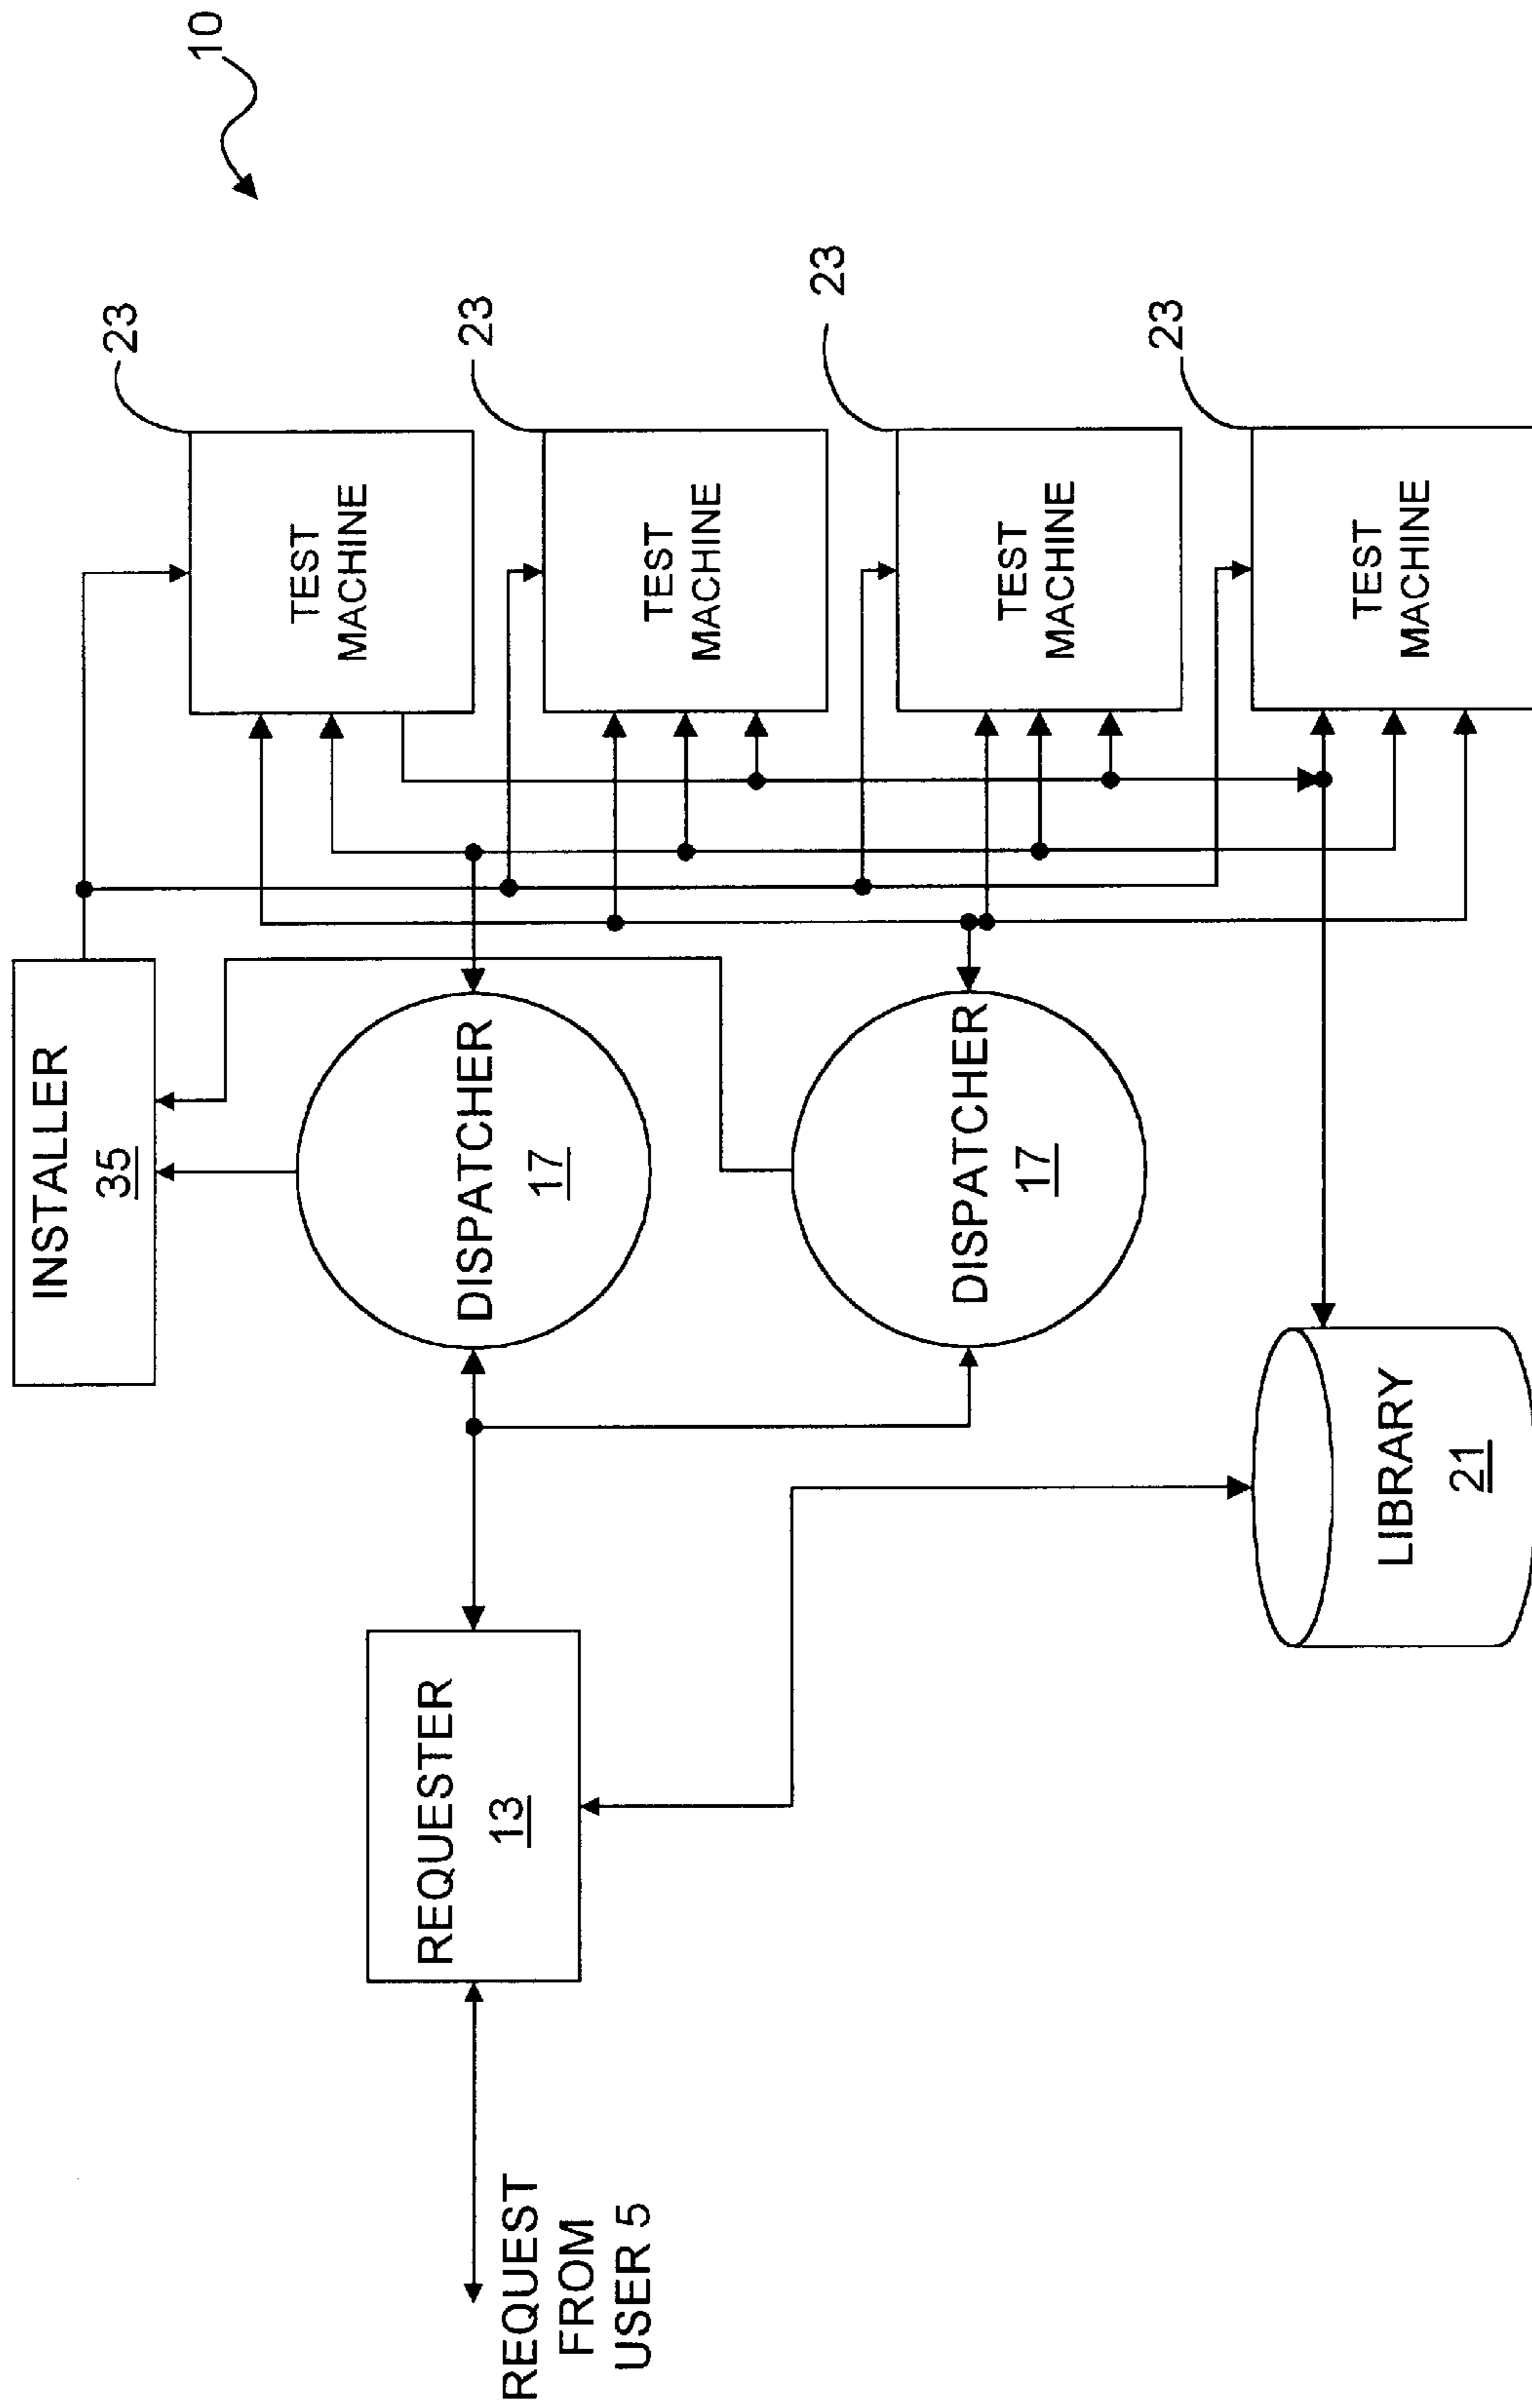 10
INSTALLER
35
23
TEST
MACHINE
DISPATCHER
17
23
TEST
MACHINE
REQUEST
FROM
USER 5
REQUESTER
13
DISPATCHER
17
23
TEST
MACHINE
LIBRARY
21
23
TEST
MACHINE